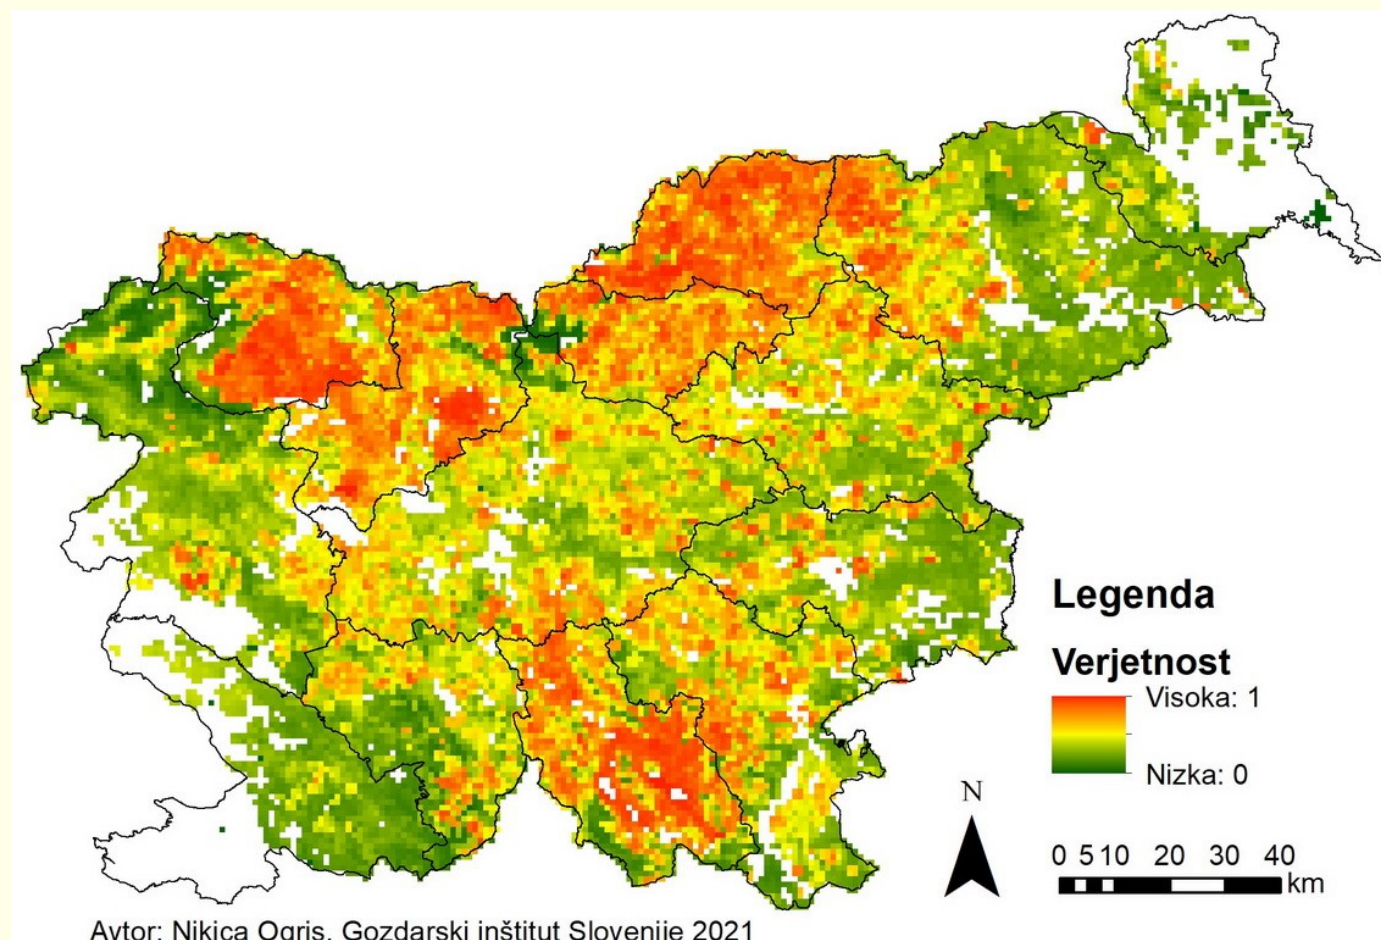 Legenda
Verjetnost
Visoka: 1
Nizka: 0
N
0 5 10 20 30 40
km
Avtor: Nikica Ogris, Gozdarski inštitut Slovenije 2021